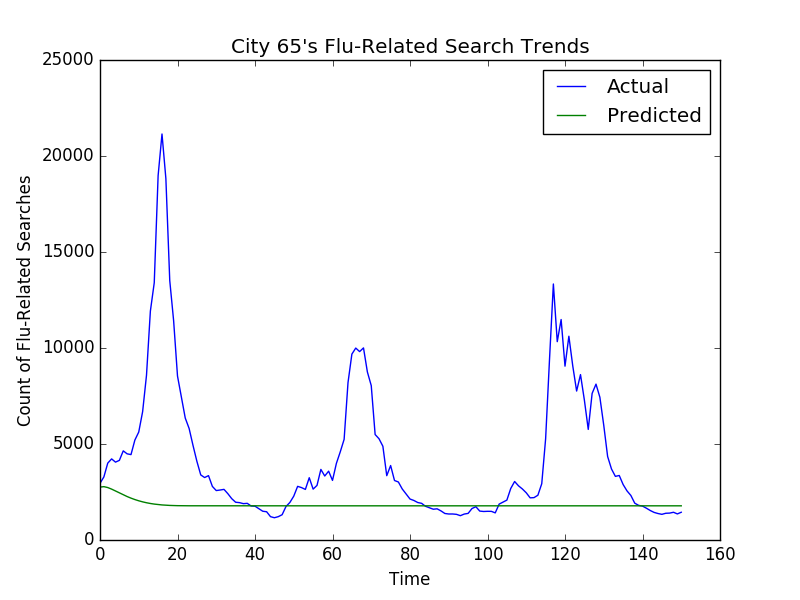 City 65's Flu-Related Search Trends
25000
20000
15000
10000
5000
0
Count of Flu-Related Searches
Actual
Predicted
0 20 40 60 80 100 120 140 160
Time